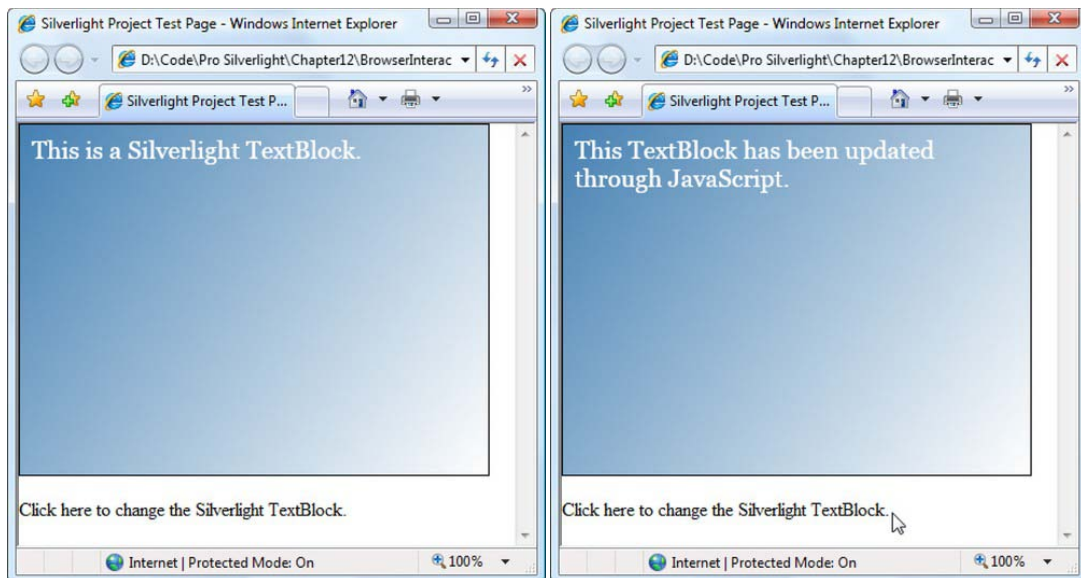 Silverlight Project Test Page - Windows Internet Explorer
D:\Code\Pro Silverlight\Chapter12\BrowserInterac
Silverlight Project Test P...
This is a Silverlight TextBlock.
Click here to change the Silverlight TextBlock.
Internet | Protected Mode: On
100%
Silverlight Project Test Page - Windows Internet Explorer
D:\Code\Pro Silverlight\Chapter12\BrowserInterac
Silverlight Project Test P...
This TextBlock has been updated
through JavaScript.
Click here to change the Silverlight TextBlock.
Internet | Protected Mode: On
100%